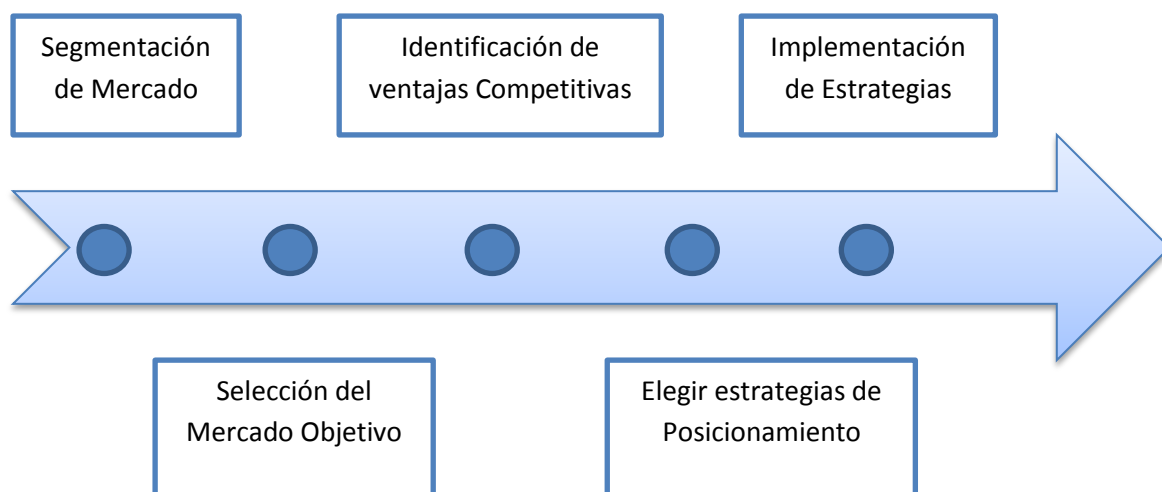 Segmentación
de Mercado
Identificación de
ventajas Competitivas
Implementación
de Estrategias
Selección del
Mercado Objetivo
Elegir estrategias de
Posicionamiento